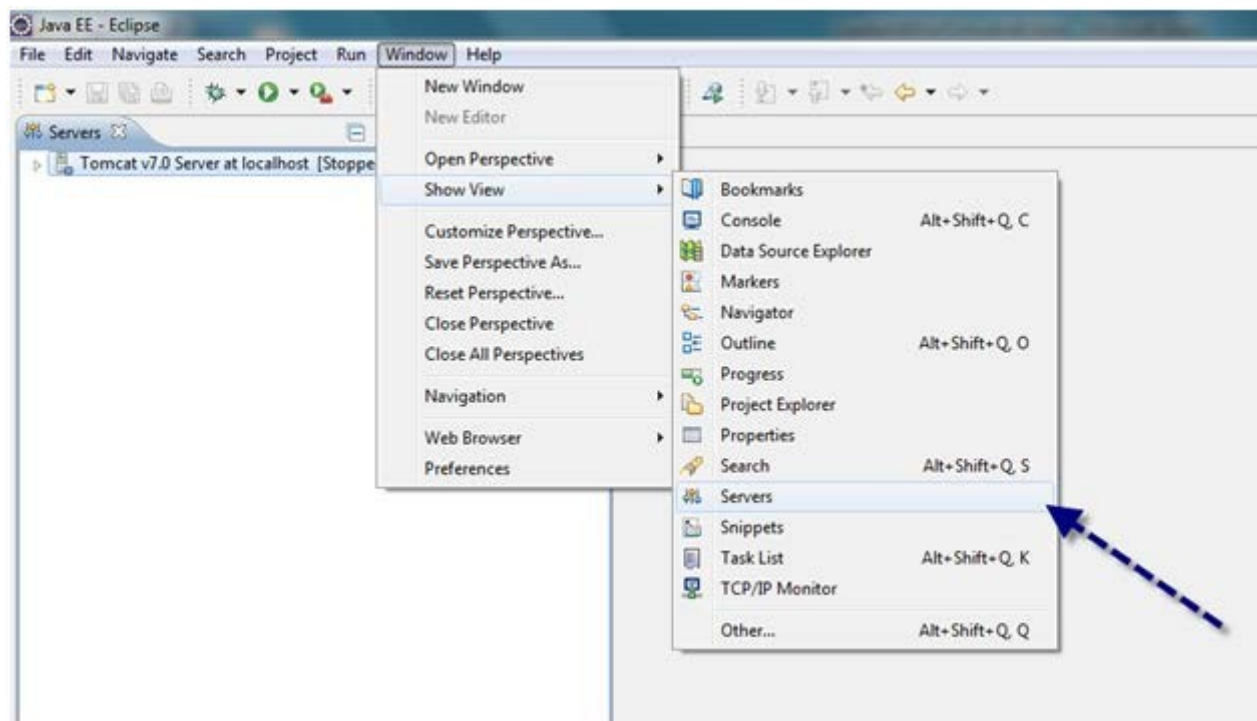 Java EE - Eclipse
File Edit Navigate Search Project Run Window Help
Servers
Tomcat v7.0 Server at localhost [Stoppe
New Window
New Editor
Open Perspective
Show View
Customize Perspective...
Save Perspective As...
Reset Perspective...
Close Perspective
Close All Perspectives
Navigation
Web Browser
Preferences
Bookmarks
Console Alt+Shift+Q, C
Data Source Explorer
Markers
Navigator
Outline Alt+Shift+Q, O
Progress
Project Explorer
Properties
Search Alt+Shift+Q, S
Servers
Snippets
Task List Alt+Shift+Q, K
TCP/IP Monitor
Other... Alt+Shift+Q, Q